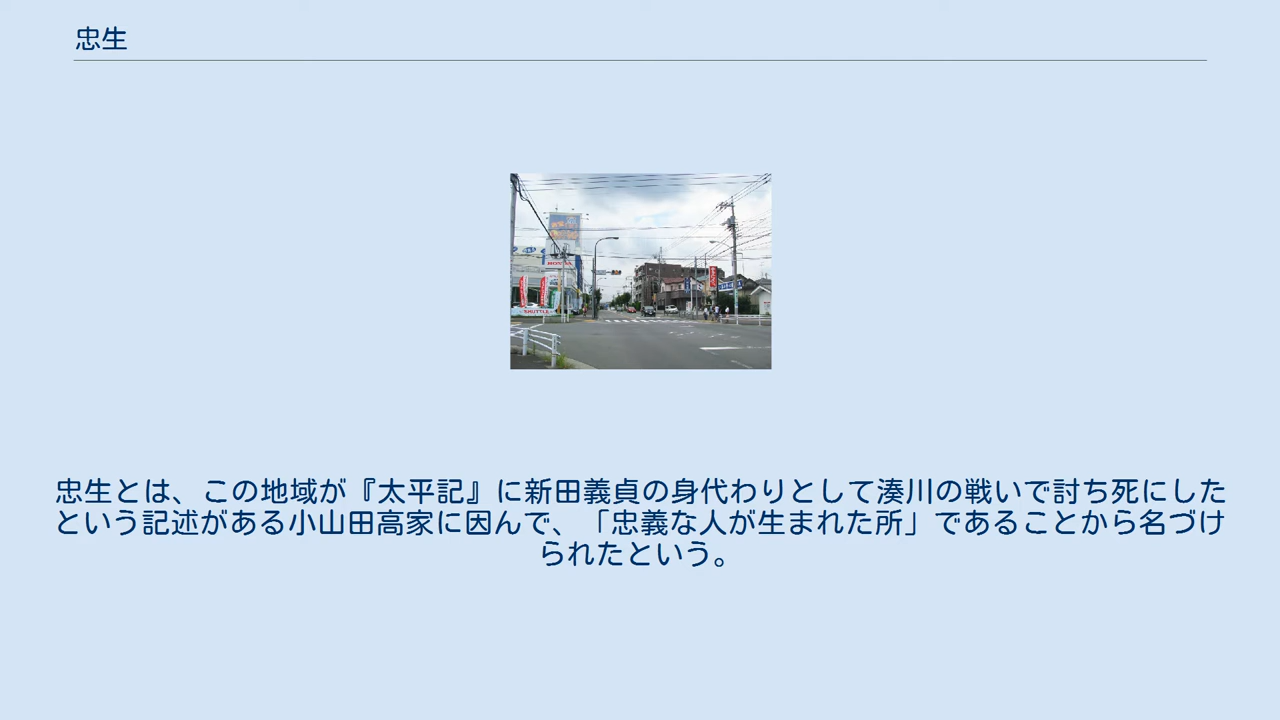 忠生
HONDA
SHUTTLE
忠生とは、この地域が『太平記』に新田義貞の身代わりとして湊川の戦いで討ち死にした
という記述がある小山田高家に因んで、「忠義な人が生まれた所」であることから名づけ
られたという。